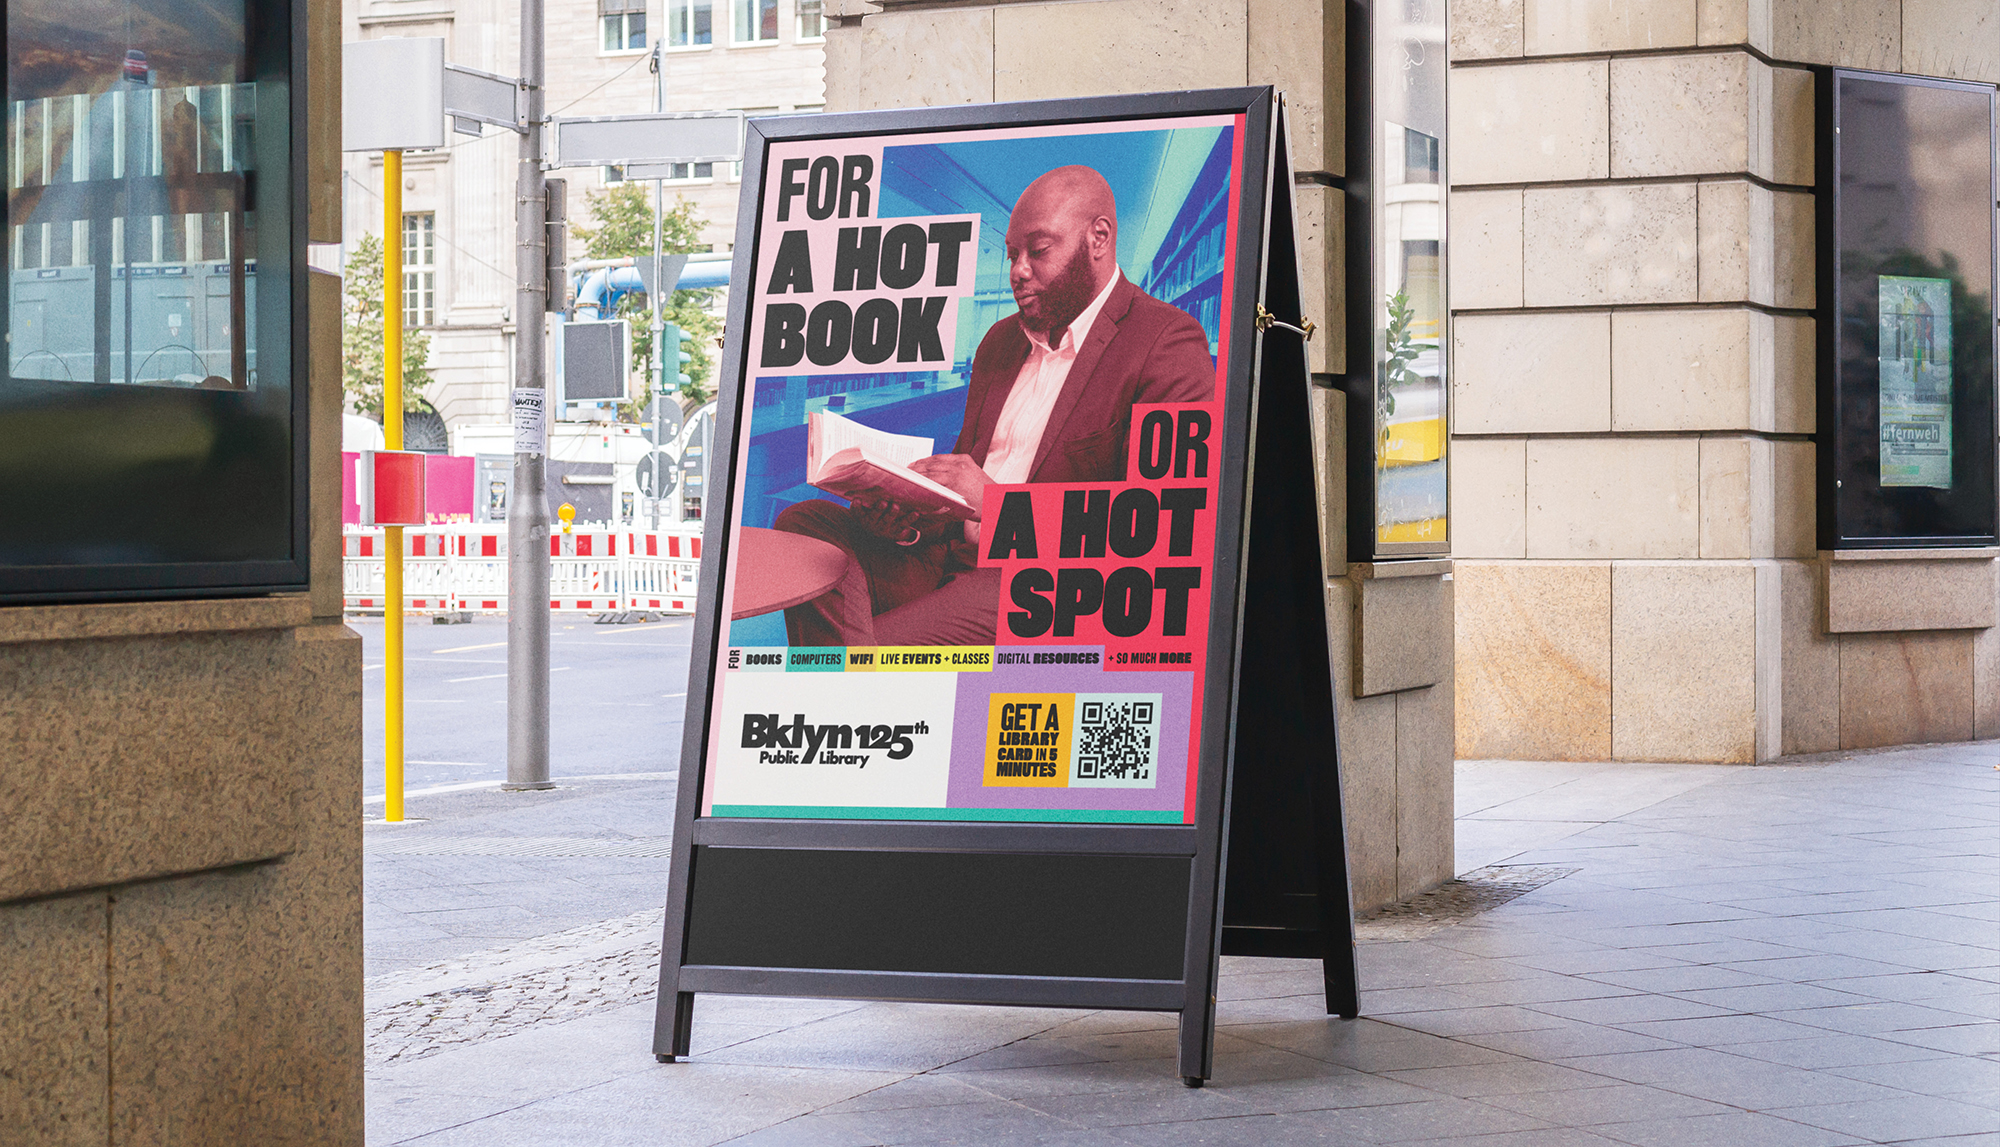 FOR
A HOT
BOOK
OR
A HOT
SPOT
FOR BOOKS COMPUTERS WIFI LIVE EVENTS + CLASSES DIGITAL RESOURCES + SO MUCH MORE
Bklyn 125th
Public Library
GET A
LIBRARY
CARD IN 5
MINUTES
WANTED!
#fernweh